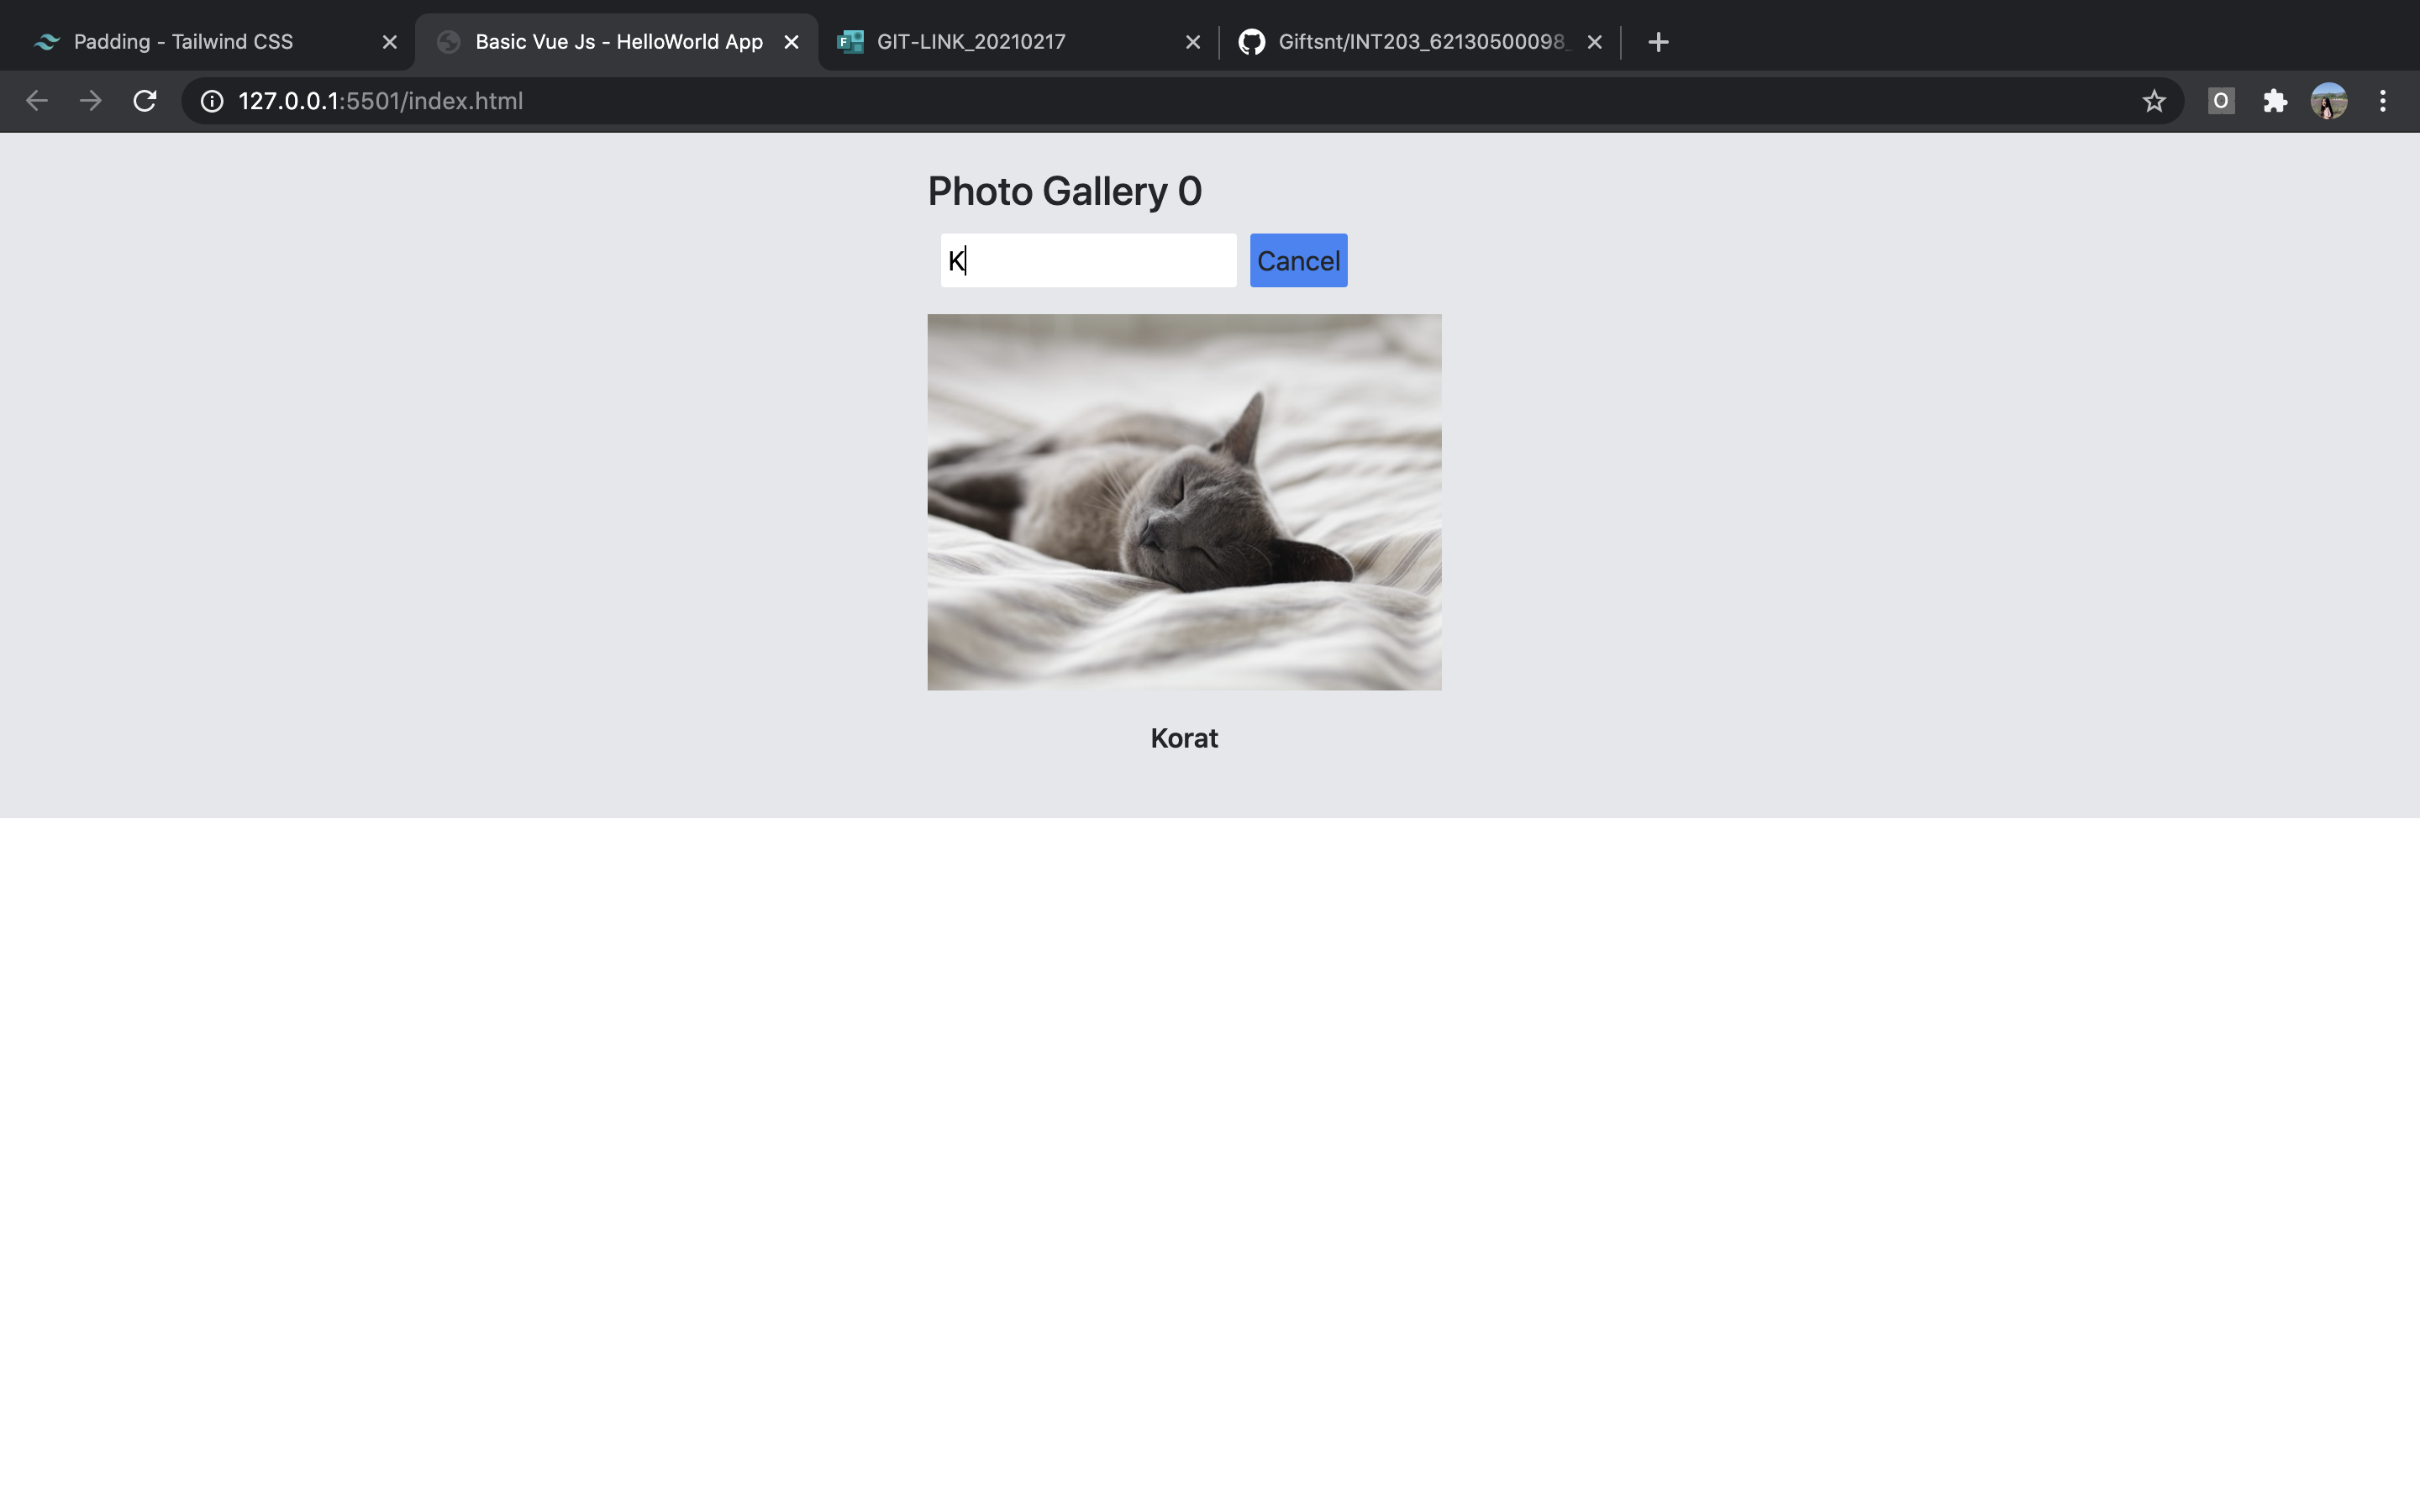 Padding - Tailwind CSS
Basic Vue Js - HelloWorld App
GIT-LINK_20210217
Giftsnt/INT203_62130500098_
127.0.0.1:5501/index.html
O
Photo Gallery 0
K
Cancel
Korat